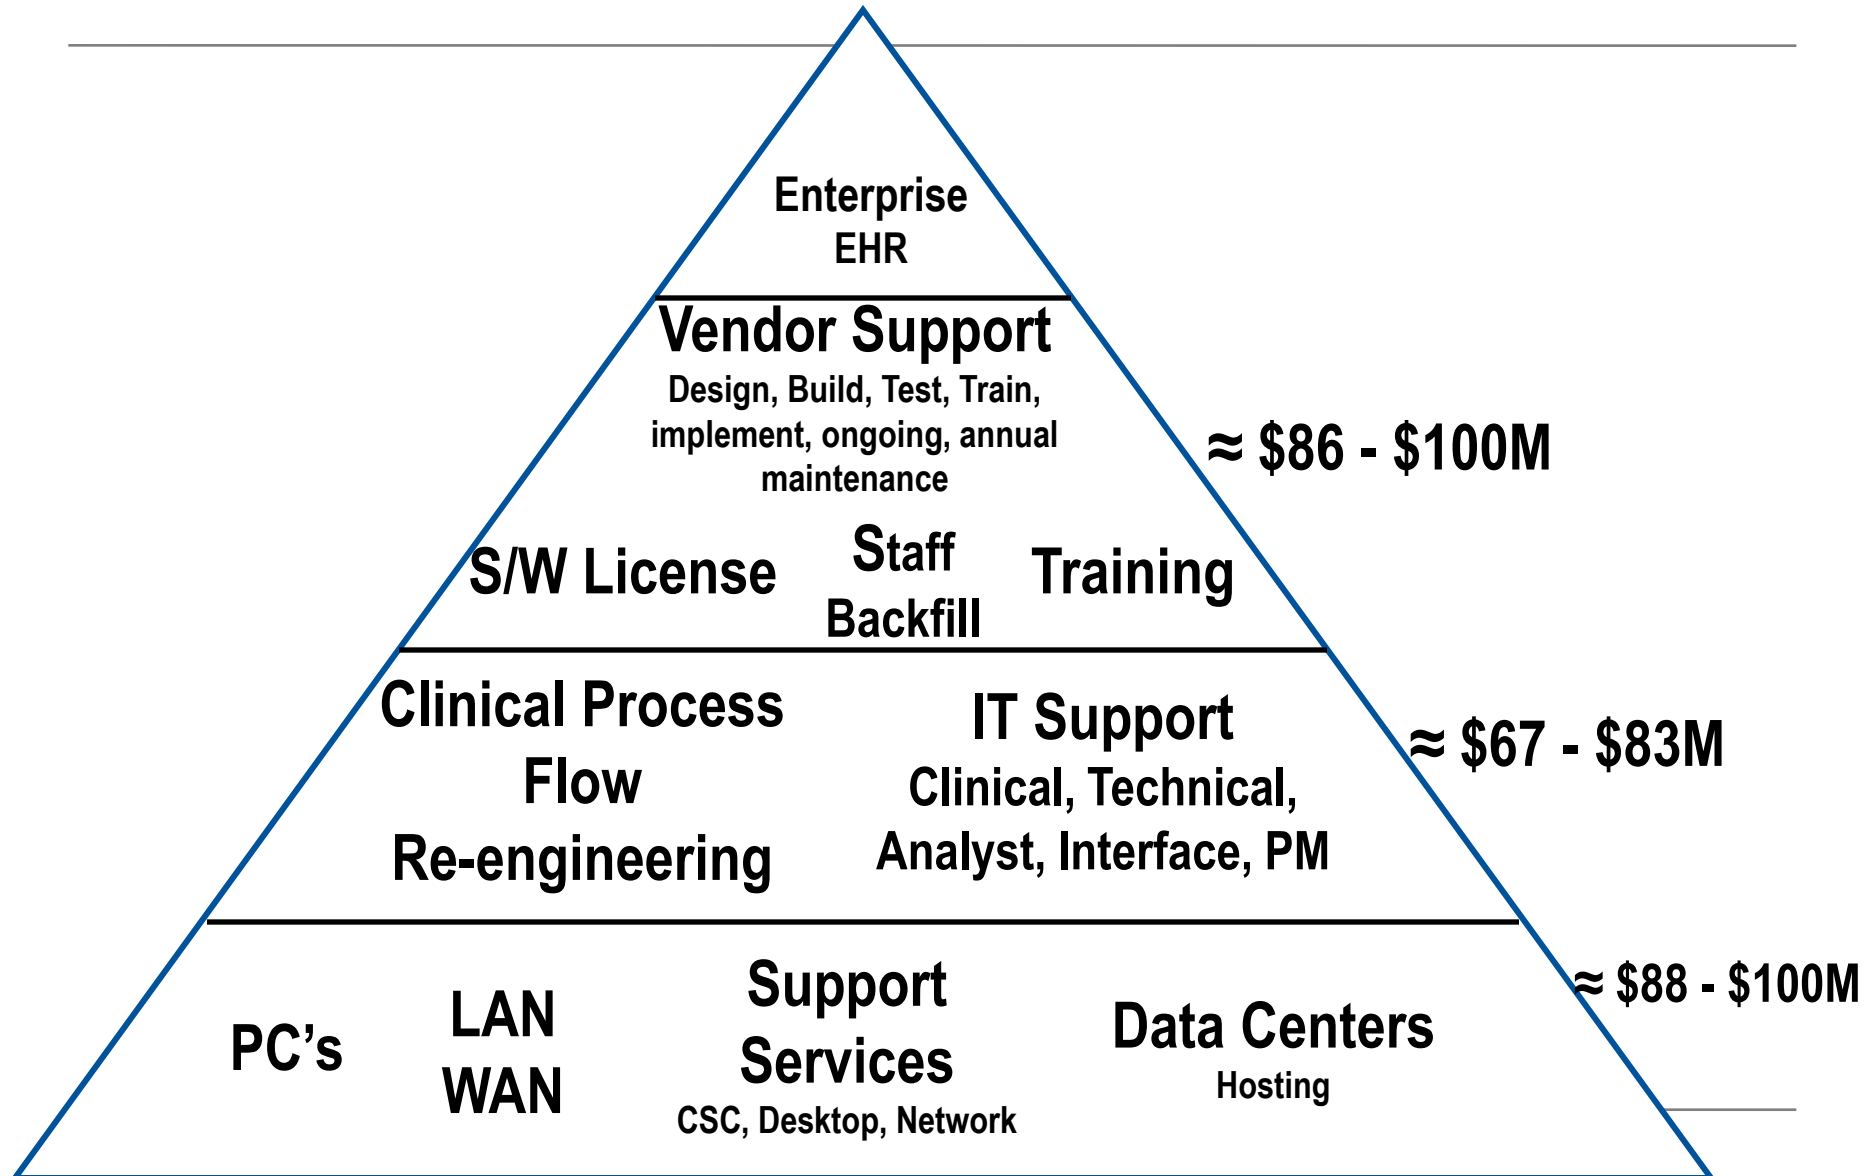 Enterprise
EHR
Vendor Support
Design, Build, Test, Train,
implement, ongoing, annual
maintenance
≈ $86 - $100M
S/W License
Staff
Backfill
Training
Clinical Process
Flow
Re-engineering
IT Support
Clinical, Technical,
Analyst, Interface, PM
≈ $67 - $83M
PC’s
LAN
WAN
Support
Services
CSC, Desktop, Network
Data Centers
Hosting
≈ $88 - $100M